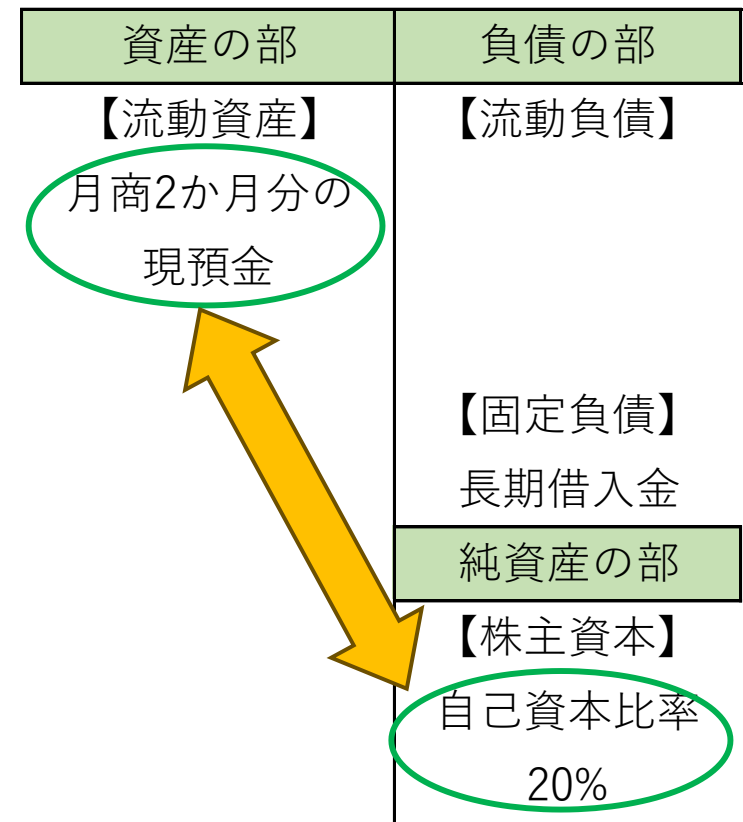 資産の部
負債の部
【流動資産】
月商2か月分の
現預金
【流動負債】
【固定負債】
長期借入金
純資産の部
【株主資本】
自己資本比率
20%